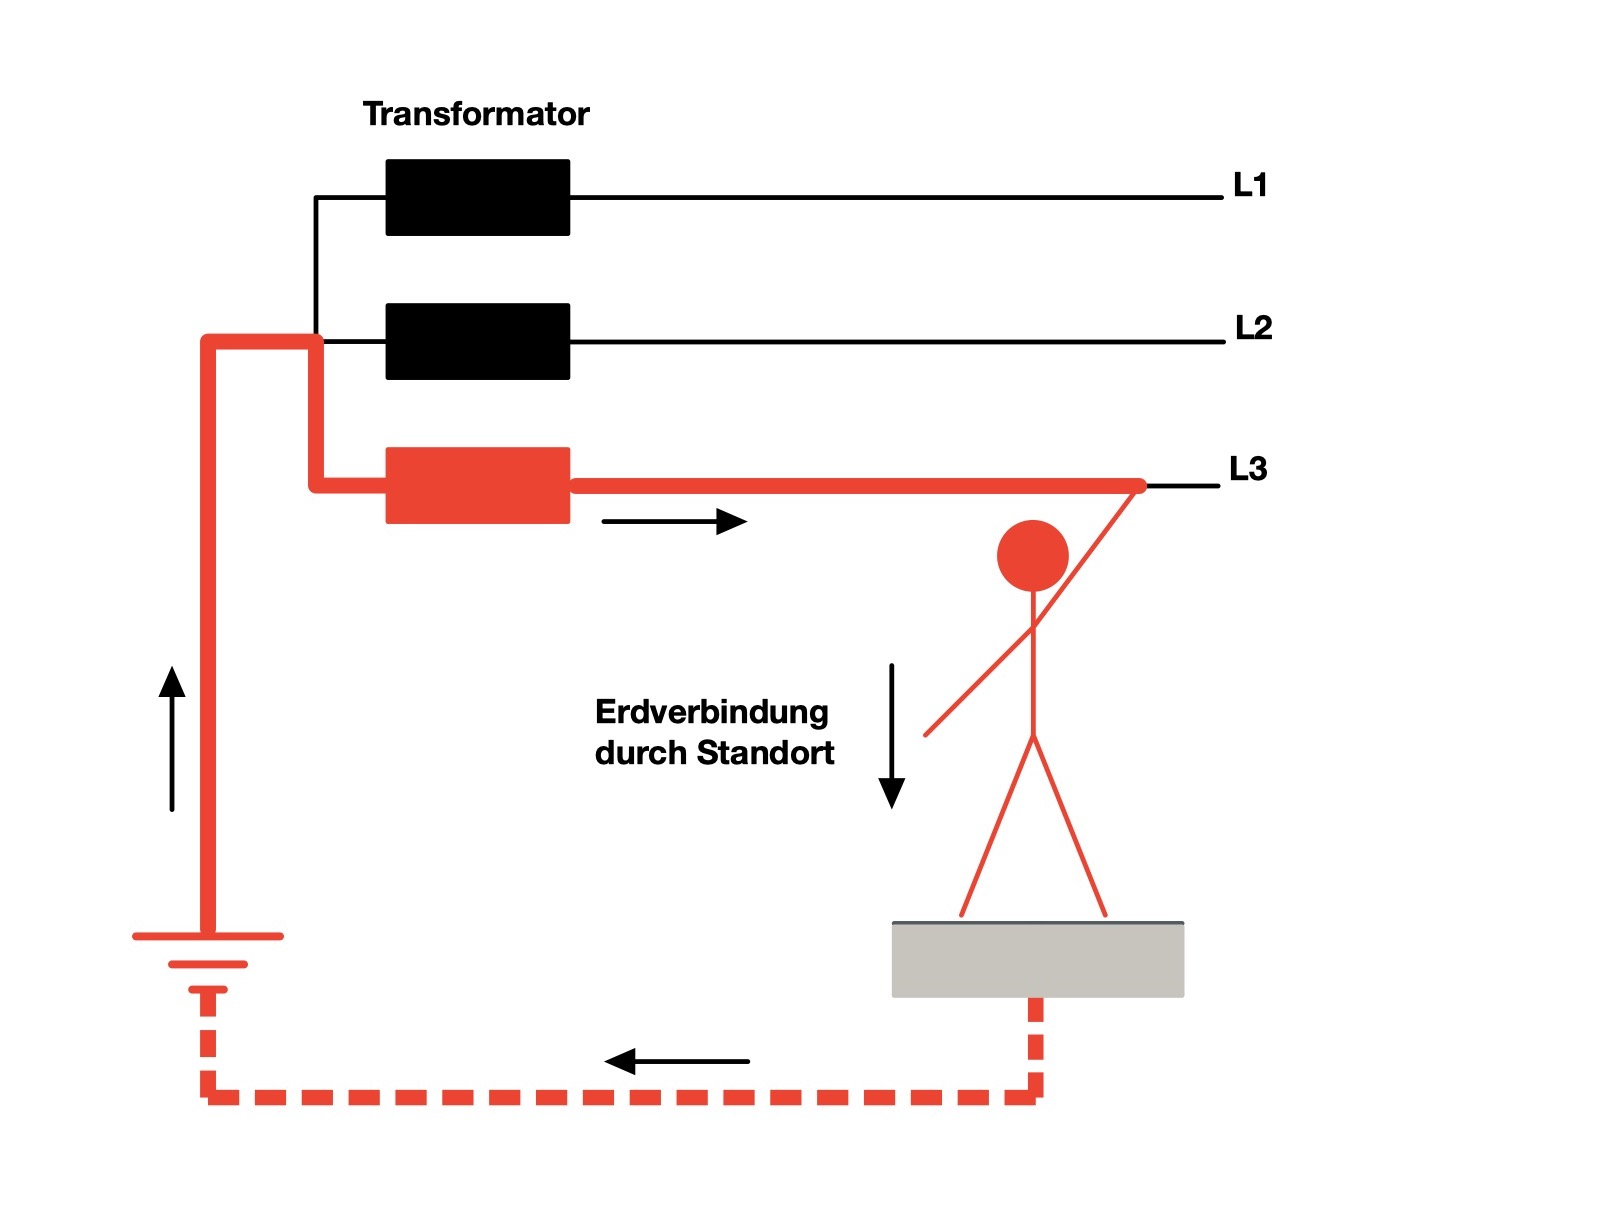 Transformator
L1
L2
L3
Erdverbindung
durch Standort